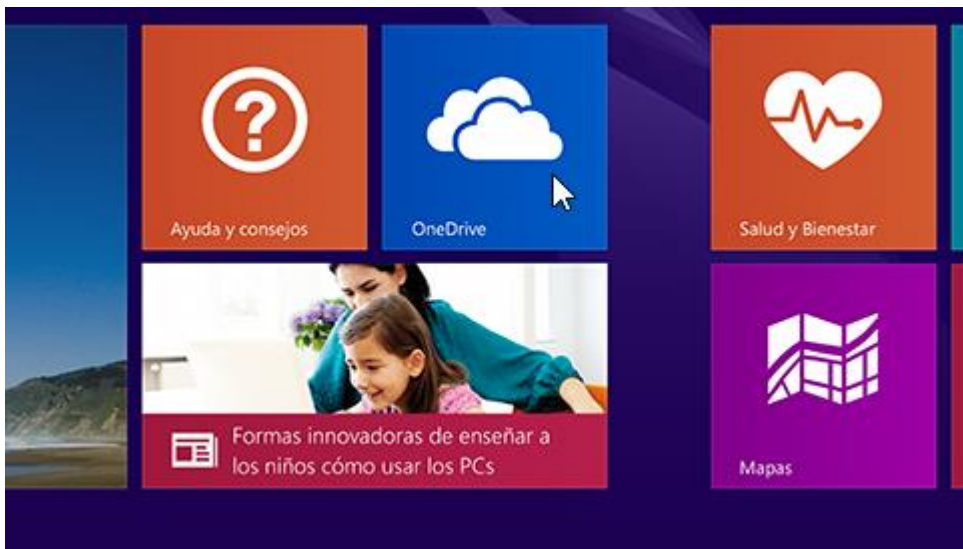 Ayuda y consejos
OneDrive
Salud y Bienestar
Formas innovadoras de enseñar a
los niños cómo usar los PCs
Mapas